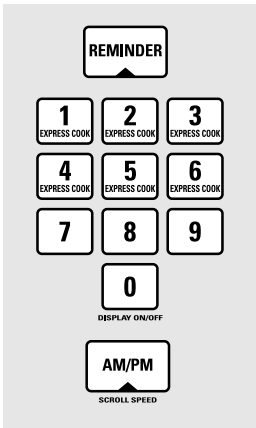 REMINDER
1 2 3
EXPRESS COOK EXPRESS COOK EXPRESS COOK
4 5 6
EXPRESS COOK EXPRESS COOK EXPRESS COOK
7 8 9
0
DISPLAY ON/OFF
AM/PM
SCROLL SPEED